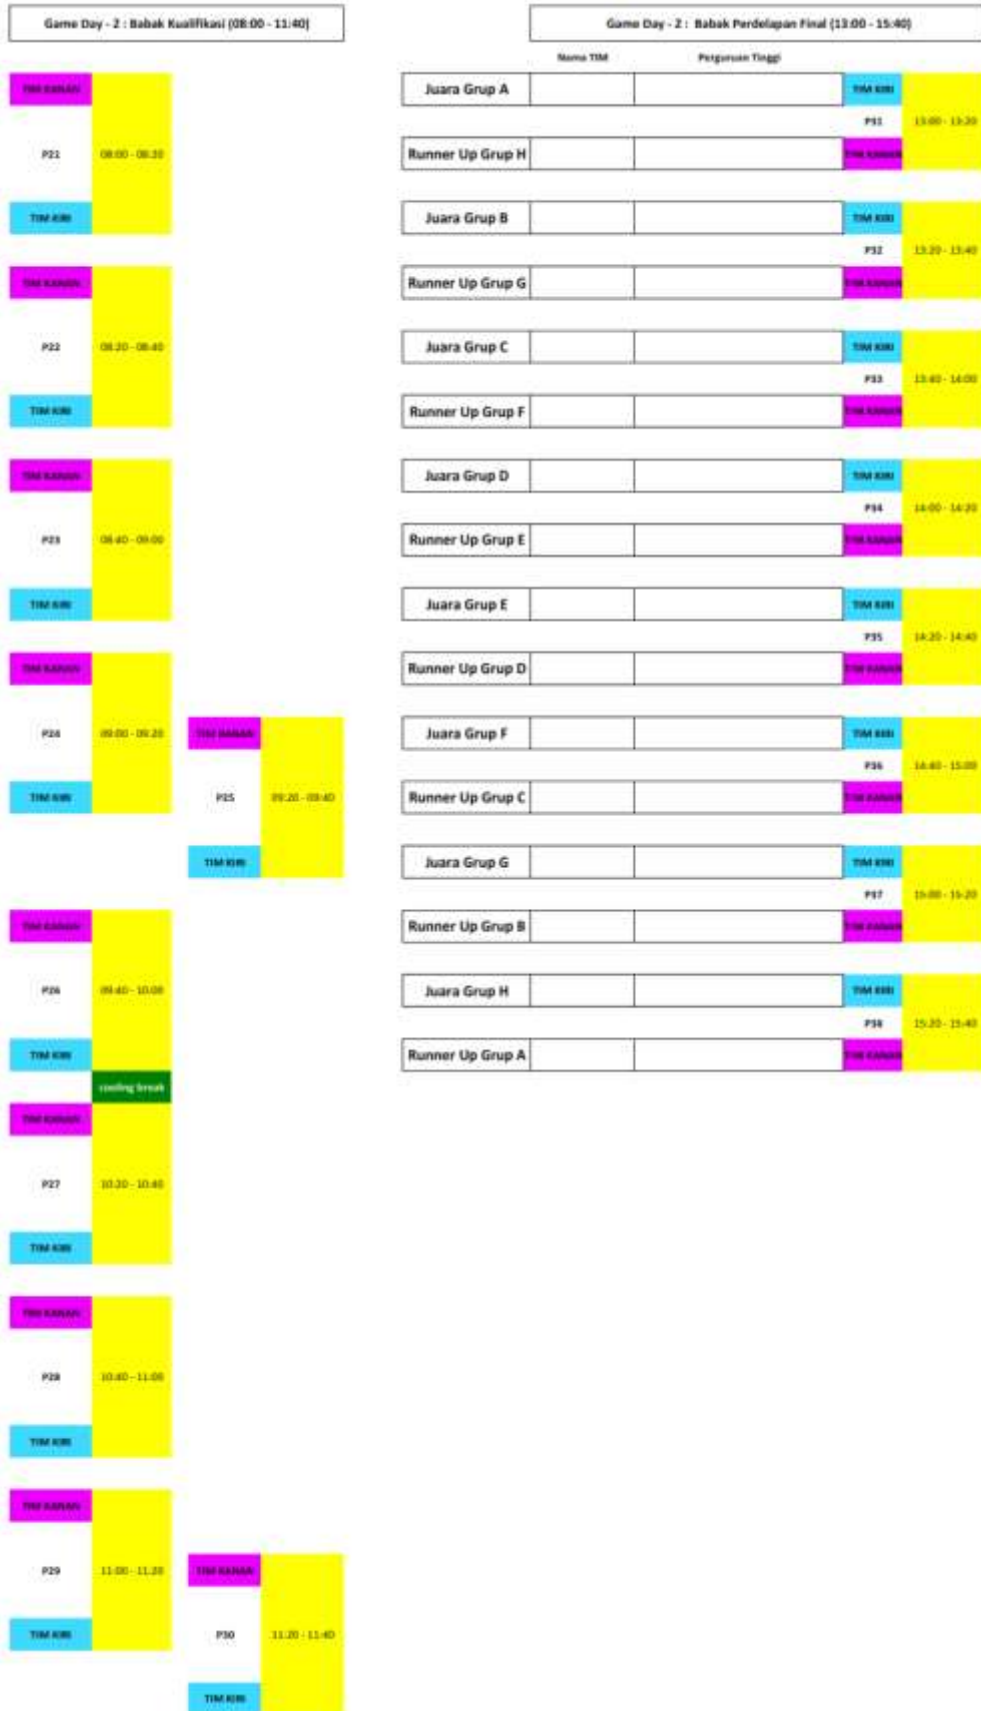 Game Day - 2 : Babak Kualifikasi (08:00 - 11:40)
TIM KANAN
P21 08:00 - 08:20
TIM KIRI
TIM KANAN
P22 08:20 - 08:40
TIM KIRI
TIM KANAN
P23 08:40 - 09:00
TIM KIRI
TIM KANAN
P24 09:00 - 09:20
TIM KIRI
TIM KANAN
P25 09:20 - 09:40
TIM KIRI
TIM KANAN
P26 09:40 - 10:00
TIM KIRI
cooling break
TIM KANAN
P27 10:20 - 10:40
TIM KIRI
TIM KANAN
P28 10:40 - 11:00
TIM KIRI
TIM KANAN
P29 11:00 - 11:20
TIM KIRI
TIM KANAN
P30 11:20 - 11:40
TIM KIRI
Game Day - 2 : Babak Perdelapan Final (13:00 - 15:40)
Nama TIM Perguruan Tinggi
Juara Grup A TIM KIRI
P31 13:00 - 13:20
Runner Up Grup H TIM KANAN
Juara Grup B TIM KIRI
P32 13:20 - 13:40
Runner Up Grup G TIM KANAN
Juara Grup C TIM KIRI
P33 13:40 - 14:00
Runner Up Grup F TIM KANAN
Juara Grup D TIM KIRI
P34 14:00 - 14:20
Runner Up Grup E TIM KANAN
Juara Grup E TIM KIRI
P35 14:20 - 14:40
Runner Up Grup D TIM KANAN
Juara Grup F TIM KIRI
P36 14:40 - 15:00
Runner Up Grup C TIM KANAN
Juara Grup G TIM KIRI
P37 15:00 - 15:20
Runner Up Grup B TIM KANAN
Juara Grup H TIM KIRI
P38 15:20 - 15:40
Runner Up Grup A TIM KANAN